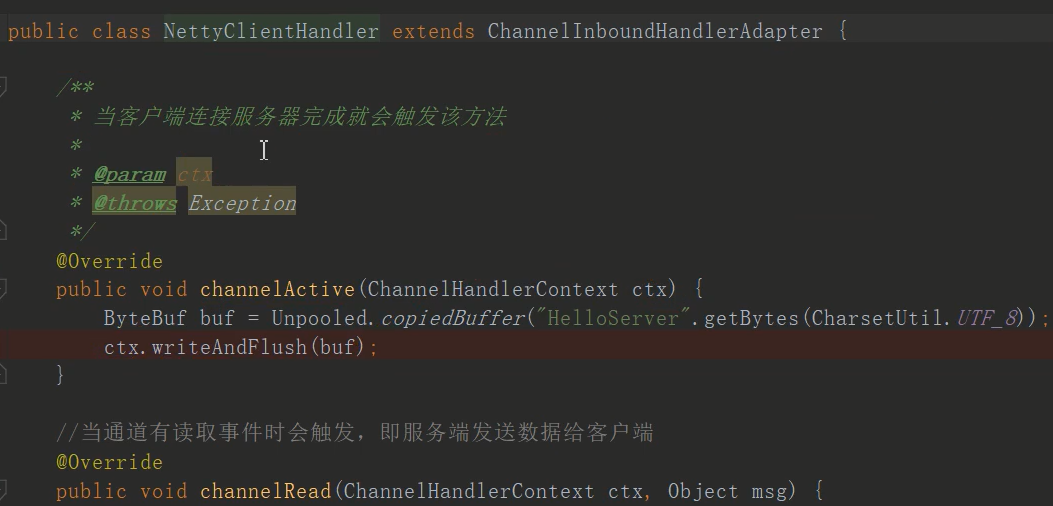 public class NettyClientHandler extends ChannelInboundHandlerAdapter {
/**
* 当客户端连接服务器完成就会触发该方法
*
* @param ctx
* @throws Exception
*/
@Override
public void channelActive(ChannelHandlerContext ctx) {
ByteBuf buf = Unpooled.copiedBuffer("HelloServer".getBytes(CharsetUtil.UTF_8));
ctx.writeAndFlush(buf);
}
//当通道有读取事件时会触发，即服务端发送数据给客户端
@Override
public void channelRead(ChannelHandlerContext ctx, Object msg) {